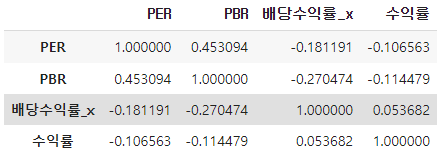 PER PBR 배당수익률_x 수익률
PER 1.000000 0.453094 -0.181191 -0.106563
PBR 0.453094 1.000000 -0.270474 -0.114479
배당수익률_x -0.181191 -0.270474 1.000000 0.053682
수익률 -0.106563 -0.114479 0.053682 1.000000